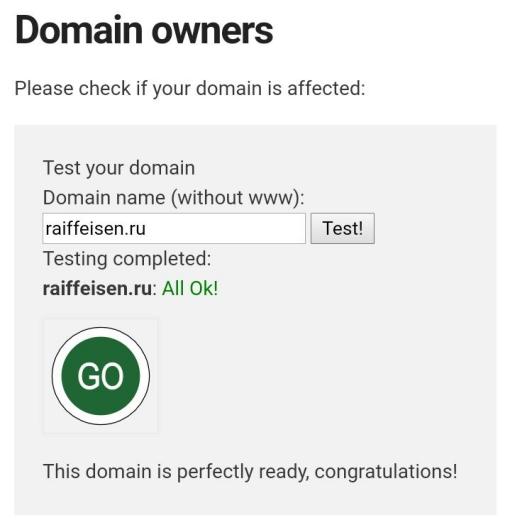 Domain owners
Please check if your domain is affected:
Test your domain
Domain name (without www):
raiffeisen.ru Test!
Testing completed:
raiffeisen.ru: All Ok!
GO
This domain is perfectly ready, congratulations!